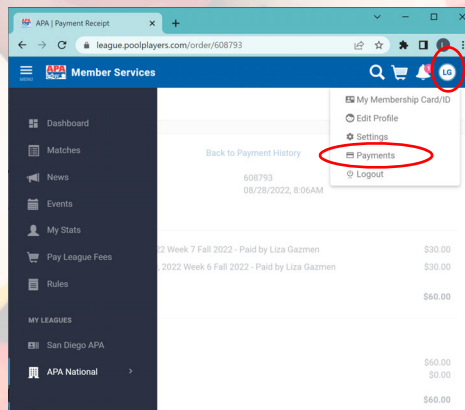 APA | Payment Receipt
league.poolplayers.com/order/608793
MENU
APA
Member Services
LG
My Membership Card/ID
Edit Profile
Settings
Payments
Logout
Dashboard
Matches
News
Events
My Stats
Pay League Fees
Rules
MY LEAGUES
San Diego APA
APA National
Back to Payment History
608793
08/28/2022, 8:06AM
22 Week 7 Fall 2022 - Paid by Liza Gazmen $30.00
, 2022 Week 6 Fall 2022 - Paid by Liza Gazmen $30.00
$60.00
$60.00
$0.00
$60.00